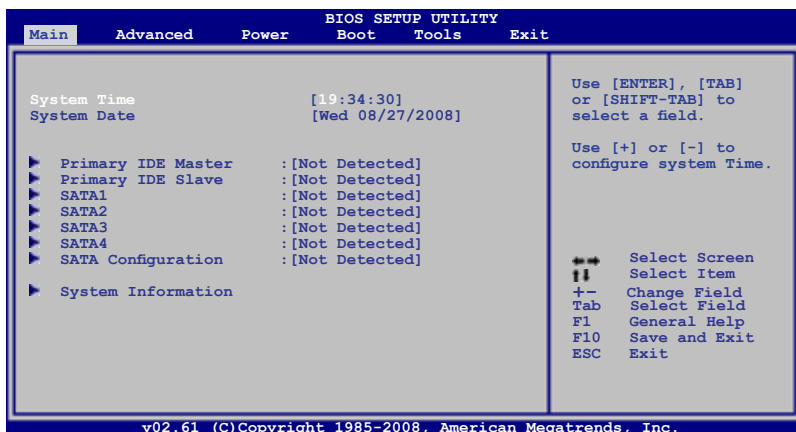 BIOS SETUP UTILITY
Main Advanced Power Boot Tools Exit
System Time [19:34:30]
System Date [Wed 08/27/2008]
Primary IDE Master :[Not Detected]
Primary IDE Slave :[Not Detected]
SATA1 :[Not Detected]
SATA2 :[Not Detected]
SATA3 :[Not Detected]
SATA4 :[Not Detected]
SATA Configuration :[Not Detected]
System Information
Use [ENTER], [TAB]
or [SHIFT-TAB] to
select a field.
Use [+] or [-] to
configure system Time.
←→ Select Screen
↑↓ Select Item
+- Change Field
Tab Select Field
F1 General Help
F10 Save and Exit
ESC Exit
v02.61 (C)Copyright 1985-2008, American Megatrends, Inc.